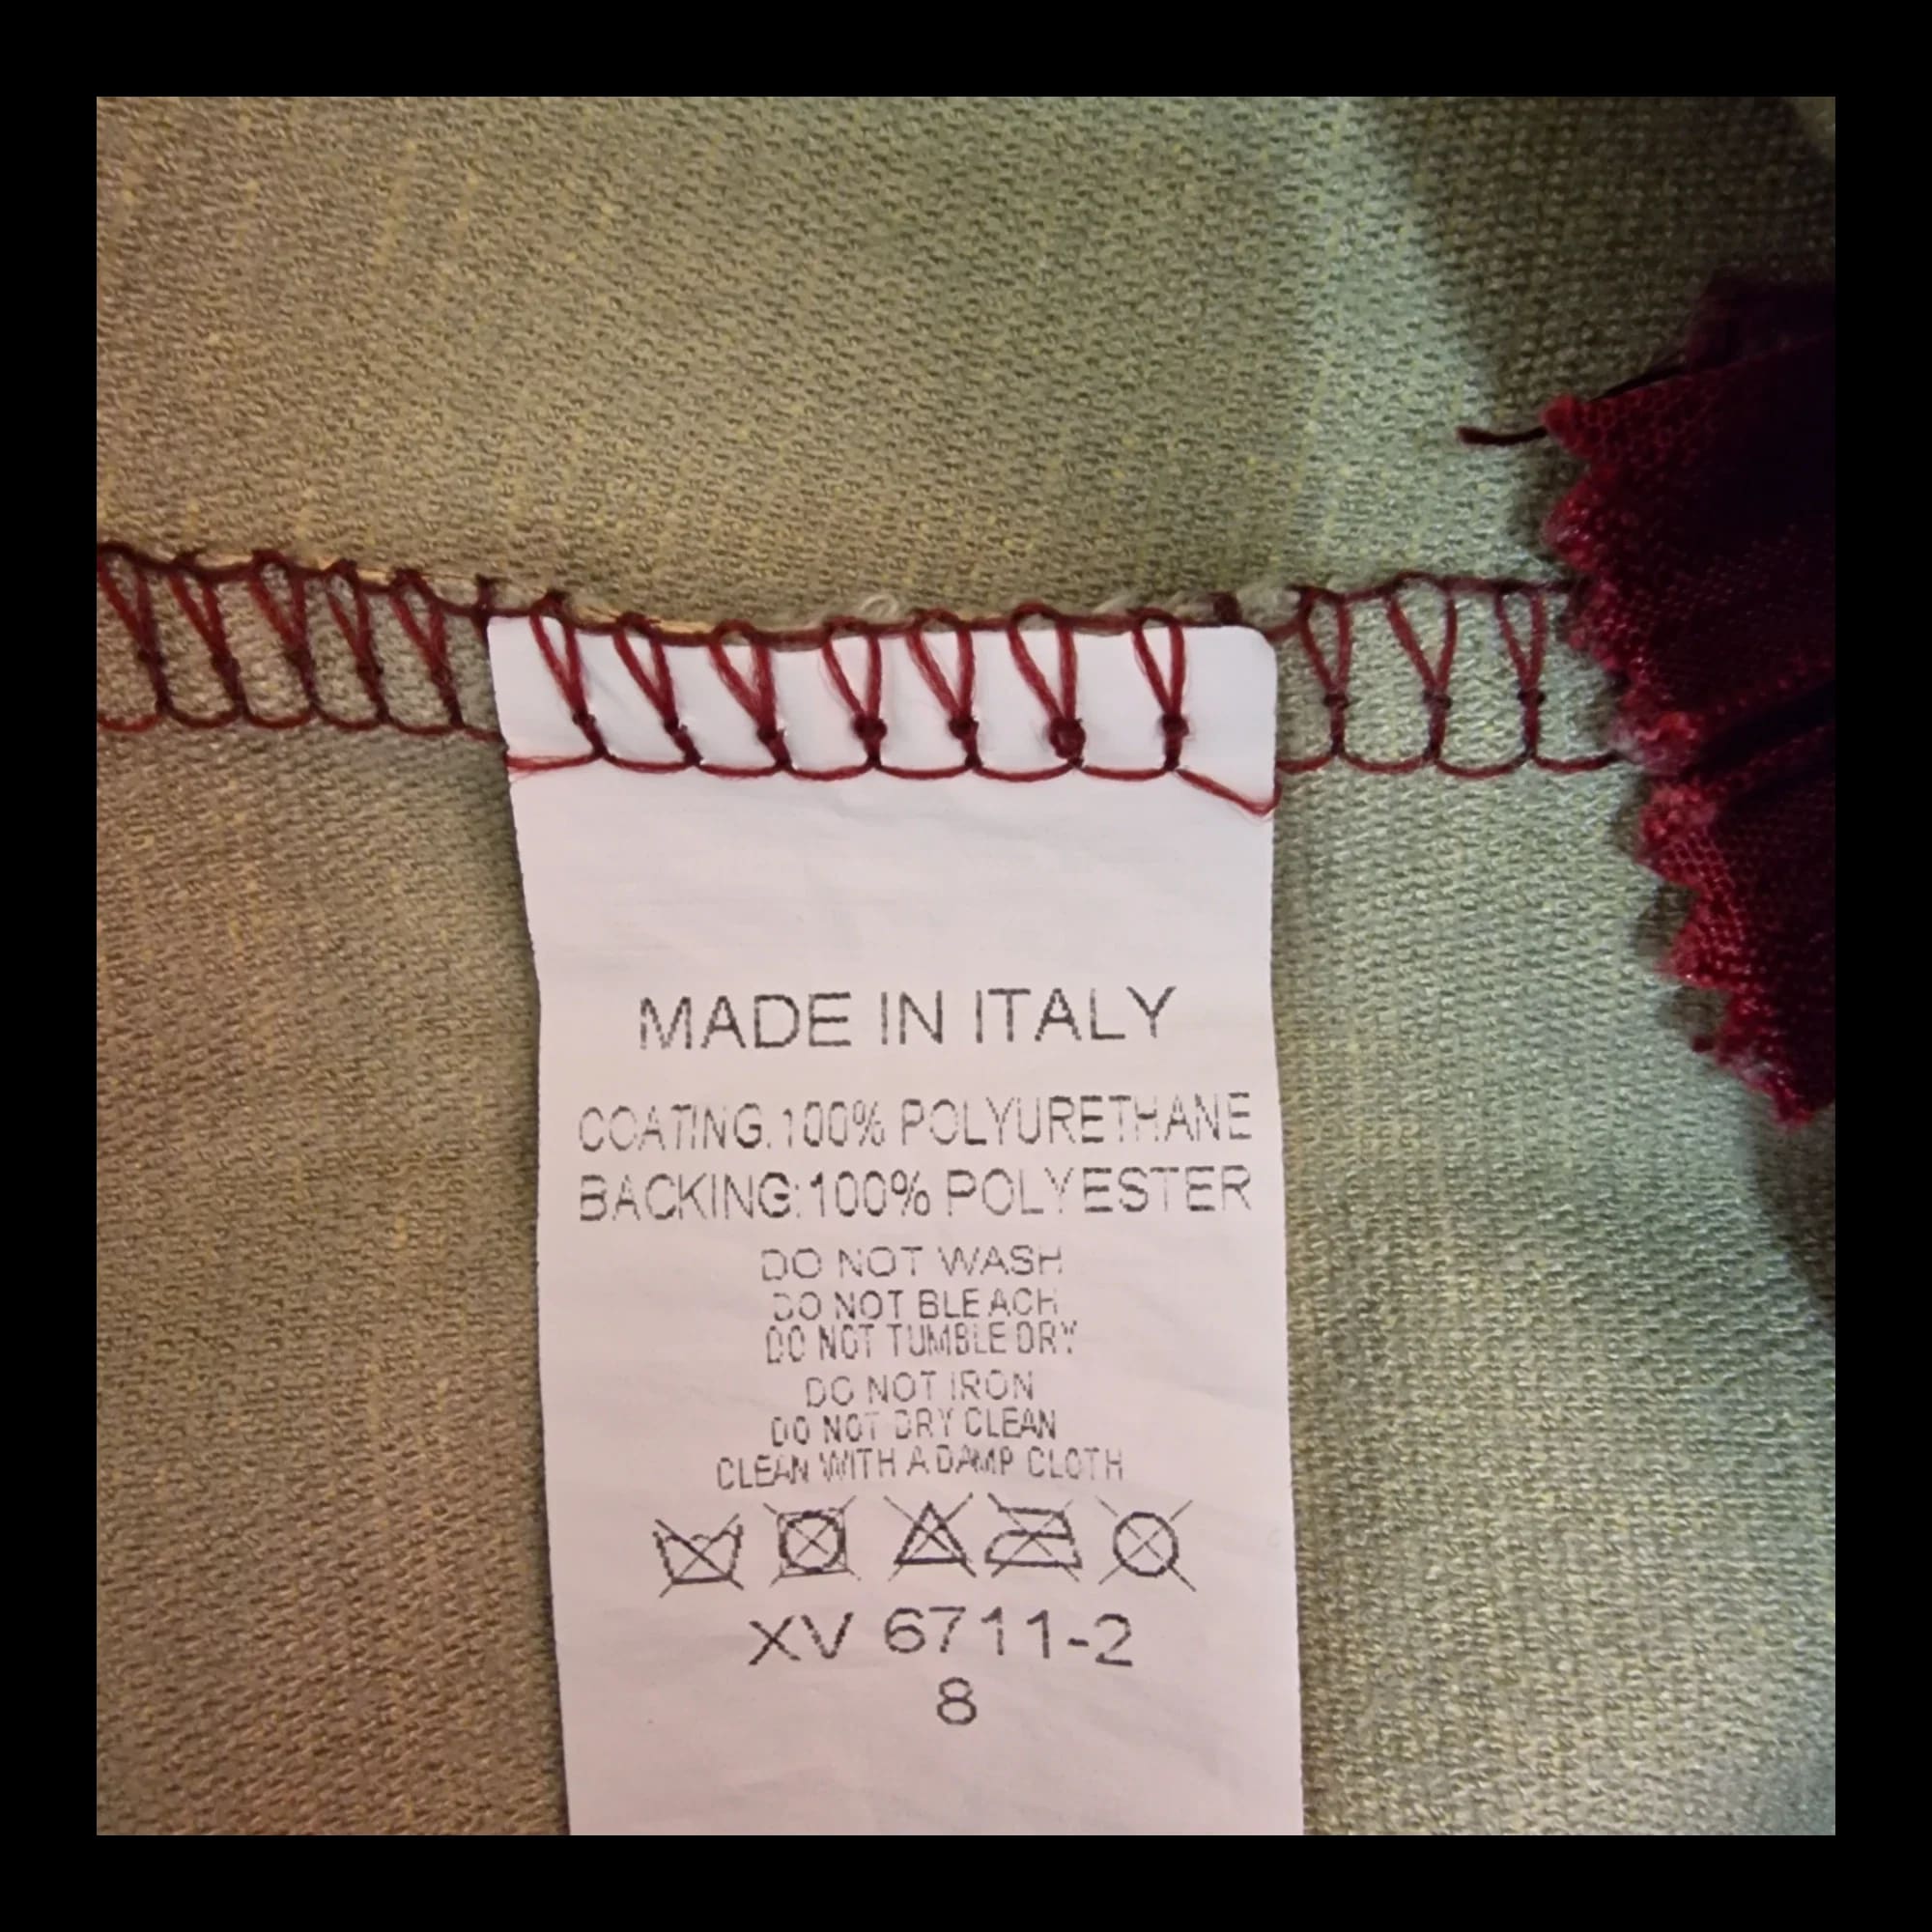 MADE IN ITALY
COATING:100% POLYURETHANE
BACKING:100% POLYESTER
DO NOT WASH
DO NOT BLEACH
DO NOT TUMBLE DRY
DO NOT IRON
DO NOT DRY CLEAN
CLEAN WITH A DAMP CLOTH
XV 6711-2
8